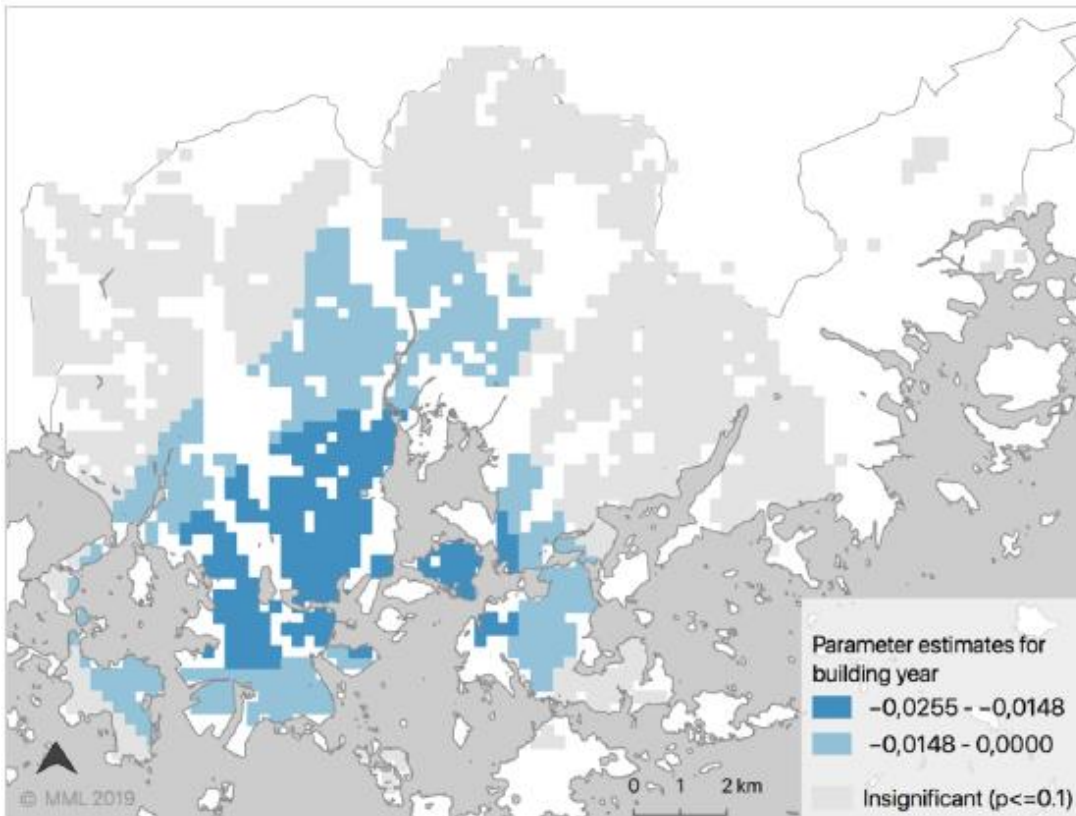 Parameter estimates for
building year
−0,0255 - −0,0148
−0,0148 - 0,0000
Insignificant (p<=0.1)
0 1 2 km
© MML 2019